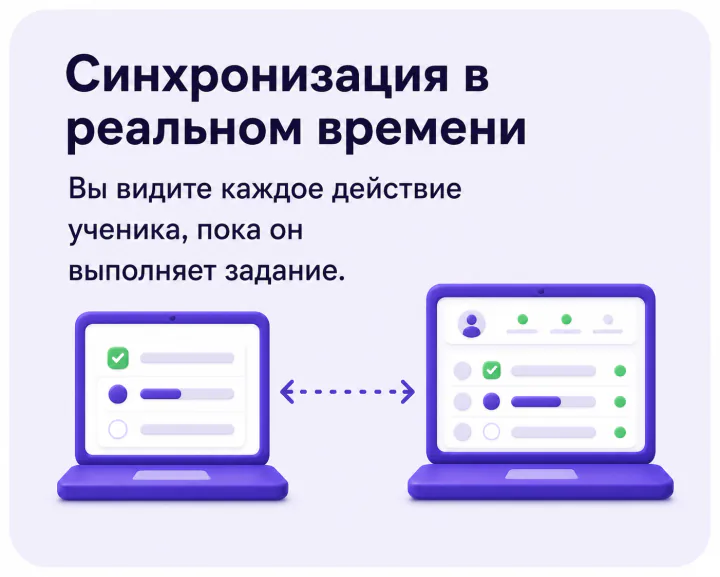 Синхронизация в
реальном времени
Вы видите каждое действие
ученика, пока он
выполняет задание.